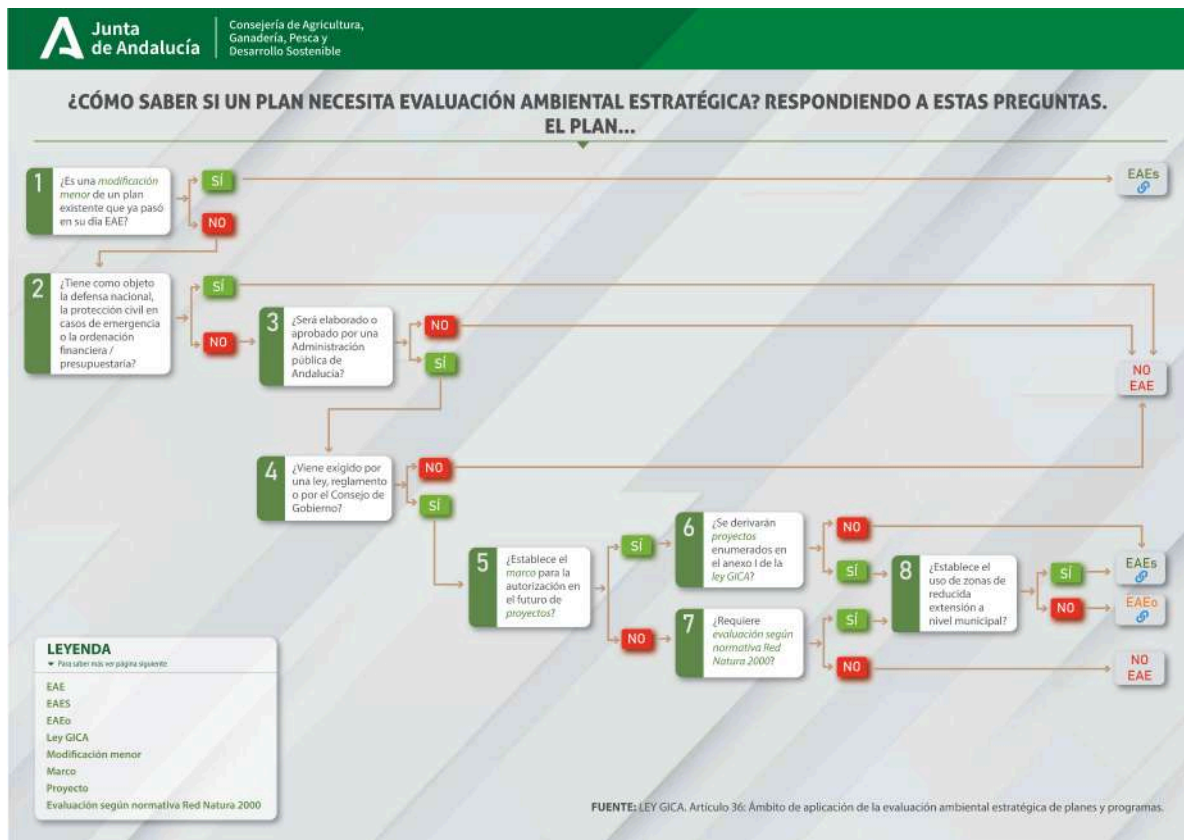 Junta
de Andalucía
Consejería de Agricultura,
Ganadería, Pesca y
Desarrollo Sostenible
¿CÓMO SABER SI UN PLAN NECESITA EVALUACIÓN AMBIENTAL ESTRATÉGICA? RESPONDIENDO A ESTAS PREGUNTAS.
EL PLAN...
1
¿Es una modificación
menor de un plan
existente que ya pasó
en su día EAE?
SÍ
NO
EAEs
2
¿Tiene como objeto
la defensa nacional,
la protección civil en
casos de emergencia
o la ordenación
financiera /
presupuestaria?
SÍ
NO
3
¿Será elaborado o
aprobado por una
Administración
pública de
Andalucía?
NO
SÍ
NO
EAE
4
¿Viene exigido por
una ley, reglamento
o por el Consejo de
Gobierno?
NO
SÍ
5
¿Establece el
marco para la
autorización en
el futuro de
proyectos?
SÍ
NO
6
¿Se derivarán
proyectos
enumerados en
el anexo I de la
ley GICA?
NO
SÍ
7
¿Requiere
evaluación según
normativa Red
Natura 2000?
SÍ
NO
8
¿Establece el
uso de zonas de
reducida
extensión a
nivel municipal?
SÍ
NO
EAEs
EAEo
NO
EAE
LEYENDA
Para saber más ver página siguiente
EAE
EAES
EAEo
Ley GICA
Modificación menor
Marco
Proyecto
Evaluación según normativa Red Natura 2000
FUENTE: LEY GICA. Artículo 36: Ámbito de aplicación de la evaluación ambiental estratégica de planes y programas.